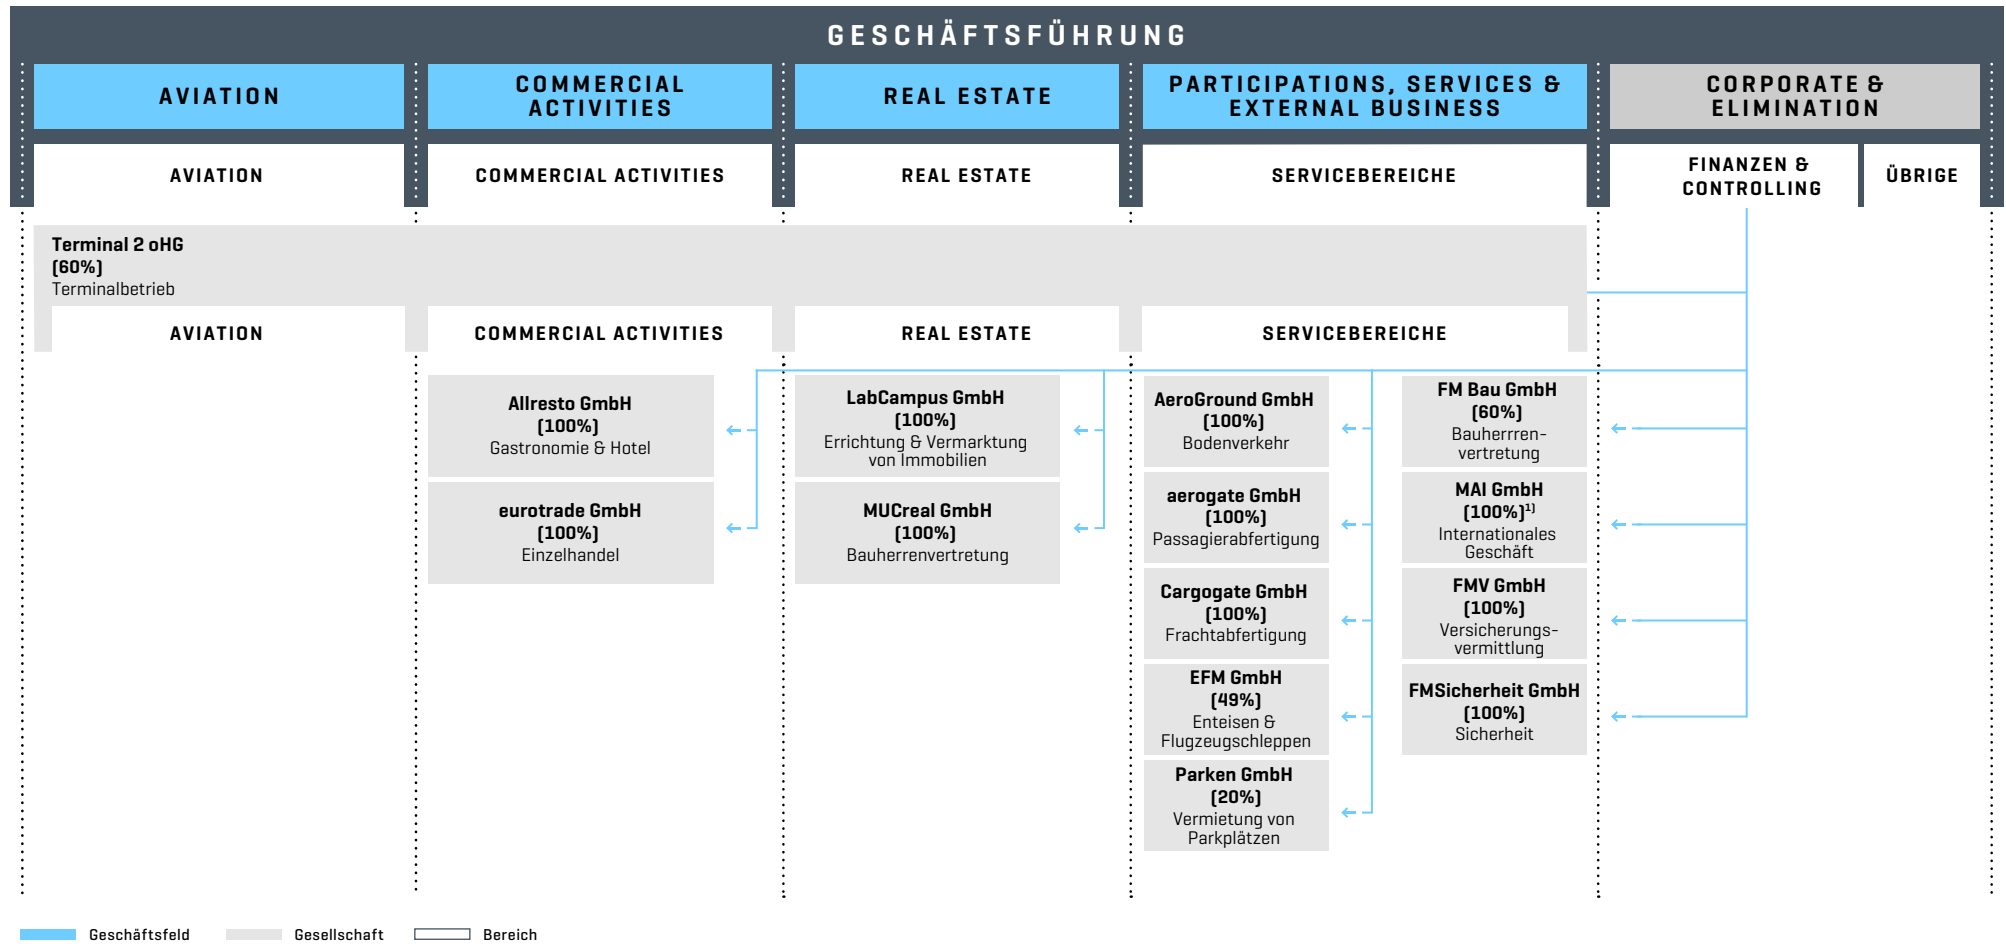 GESCHÄFTSFÜHRUNG
AVIATION
COMMERCIAL
ACTIVITIES
REAL ESTATE
PARTICIPATIONS, SERVICES &
EXTERNAL BUSINESS
CORPORATE &
ELIMINATION
AVIATION
COMMERCIAL ACTIVITIES
REAL ESTATE
SERVICEBEREICHE
FINANZEN &
CONTROLLING
ÜBRIGE
Terminal 2 oHG
(60%)
Terminalbetrieb
AVIATION
COMMERCIAL ACTIVITIES
REAL ESTATE
SERVICEBEREICHE
Allresto GmbH
(100%)
Gastronomie & Hotel
eurotrade GmbH
(100%)
Einzelhandel
LabCampus GmbH
(100%)
Errichtung & Vermarktung
von Immobilien
MUCreal GmbH
(100%)
Bauherrenvertretung
AeroGround GmbH
(100%)
Bodenverkehr
aerogate GmbH
(100%)
Passagierabfertigung
Cargogate GmbH
(100%)
Frachtabfertigung
EFM GmbH
(49%)
Enteisen &
Flugzeugschleppen
Parken GmbH
(20%)
Vermietung von
Parkplätzen
FM Bau GmbH
(60%)
Bauherrren-
vertretung
MAI GmbH
(100%)¹⁾
Internationales
Geschäft
FMV GmbH
(100%)
Versicherungs-
vermittlung
FMSicherheit GmbH
(100%)
Sicherheit
Geschäftsfeld
Gesellschaft
Bereich